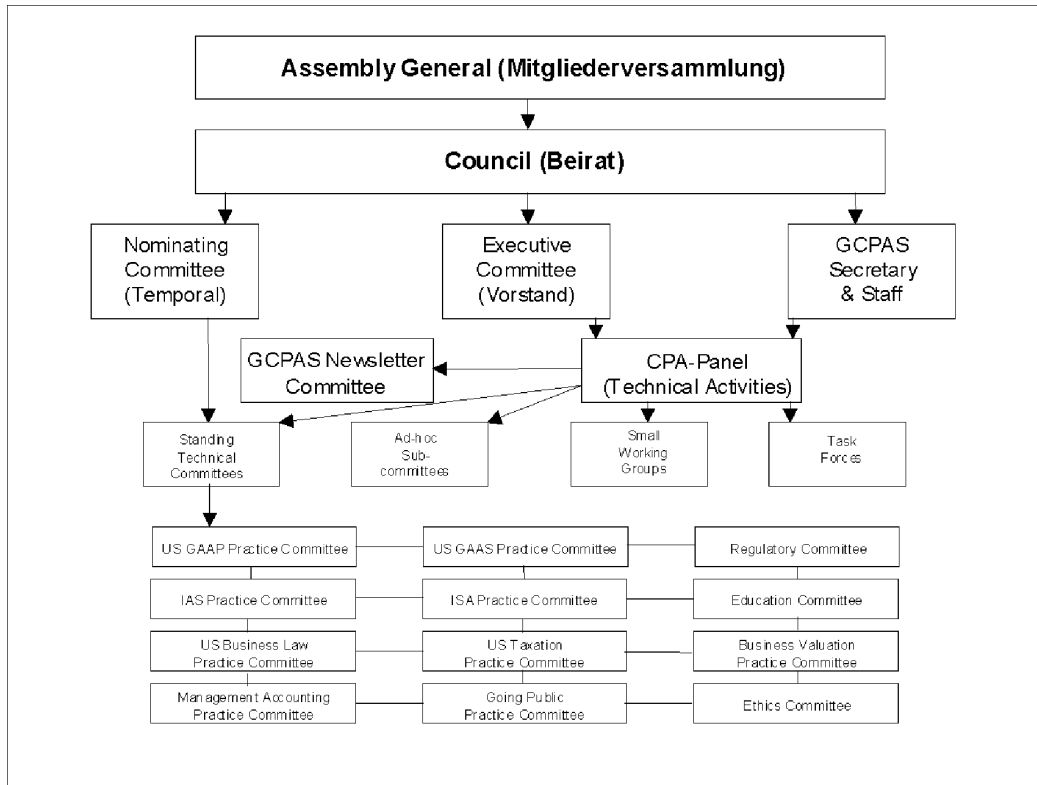 Assembly General (Mitgliederversammlung)
Council (Beirat)
Nominating
Committee
(Temporal)
Executive
Committee
(Vorstand)
GCPAS
Secretary
& Staff
GCPAS Newsletter
Committee
CPA-Panel
(Technical Activities)
Standing
Technical
Committees
Ad-hoc
Sub-
committees
Small
Working
Groups
Task
Forces
US GAAP Practice Committee
US GAAS Practice Committee
Regulatory Committee
IAS Practice Committee
ISA Practice Committee
Education Committee
US Business Law
Practice Committee
US Taxation
Practice Committee
Business Valuation
Practice Committee
Management Accounting
Practice Committee
Going Public
Practice Committee
Ethics Committee